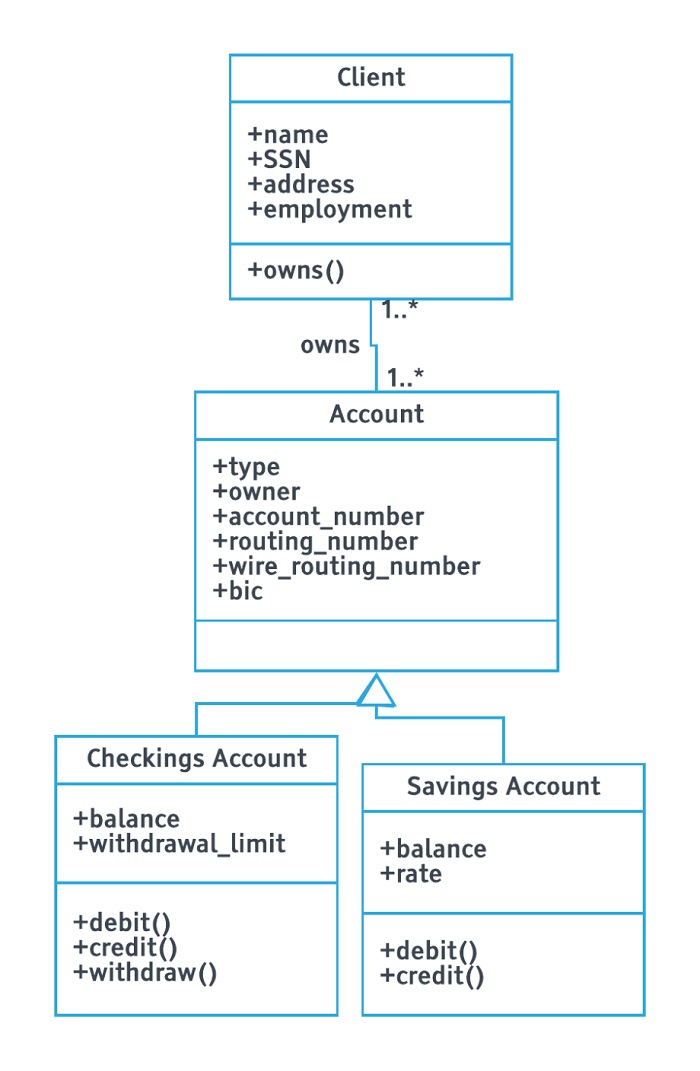 Client
+name
+SSN
+address
+employment
+owns()
1..*
owns
1..*
Account
+type
+owner
+account_number
+routing_number
+wire_routing_number
+bic
Checkings Account
+balance
+withdrawal_limit
+debit()
+credit()
+withdraw()
Savings Account
+balance
+rate
+debit()
+credit()